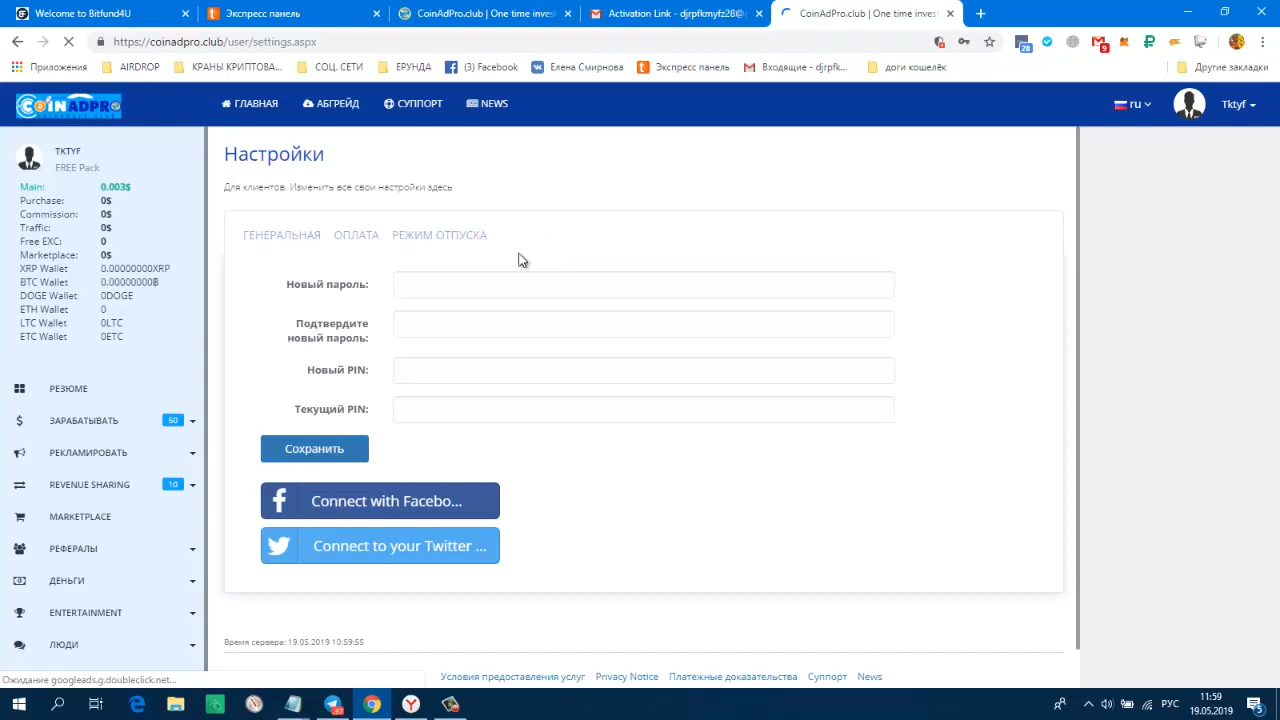 Welcome to Bitfund4U
Экспресс панель
CoinAdPro.club | One time inves
Activation Link - djrpfkmyfz28@
CoinAdPro.club | One time inves
https://coinadpro.club/user/settings.aspx
28
9
Приложения
AIRDROP
КРАНЫ КРИПТОВА...
СОЦ. СЕТИ
ЕРУНДА
(3) Facebook
Елена Смирнова
Экспресс панель
Входящие - djrpfk...
доги кошелёк
Другие закладки
COINADPRO
ГЛАВНАЯ
АБГРЕЙД
СУППОРТ
NEWS
ru
Tktyf
TKTYF
FREE Pack
Main: 0.003$
Purchase: 0$
Commission: 0$
Traffic: 0$
Free EXC: 0
Marketplace: 0$
XRP Wallet 0.00000000XRP
BTC Wallet 0.00000000฿
DOGE Wallet 0DOGE
ETH Wallet 0
LTC Wallet 0LTC
ETC Wallet 0ETC
РЕЗЮМЕ
ЗАРАБАТЫВАТЬ 50
РЕКЛАМИРОВАТЬ
REVENUE SHARING 10
MARKETPLACE
РЕФЕРАЛЫ
ДЕНЬГИ
ENTERTAINMENT
ЛЮДИ
Настройки
Для клиентов. Изменить все свои настройки здесь
ГЕНЕРАЛЬНАЯ
ОПЛАТА
РЕЖИМ ОТПУСКА
Новый пароль:
Подтвердите
новый пароль:
Новый PIN:
Текущий PIN:
Сохранить
Connect with Facebo...
Connect to your Twitter ...
Время сервера: 19.05.2019 10:59:55
Условия предоставления услуг
Privacy Notice
Платежные доказательства
Суппорт
News
Ожидание googleads.g.doubleclick.net...
97
РУС
11:59
19.05.2019
5